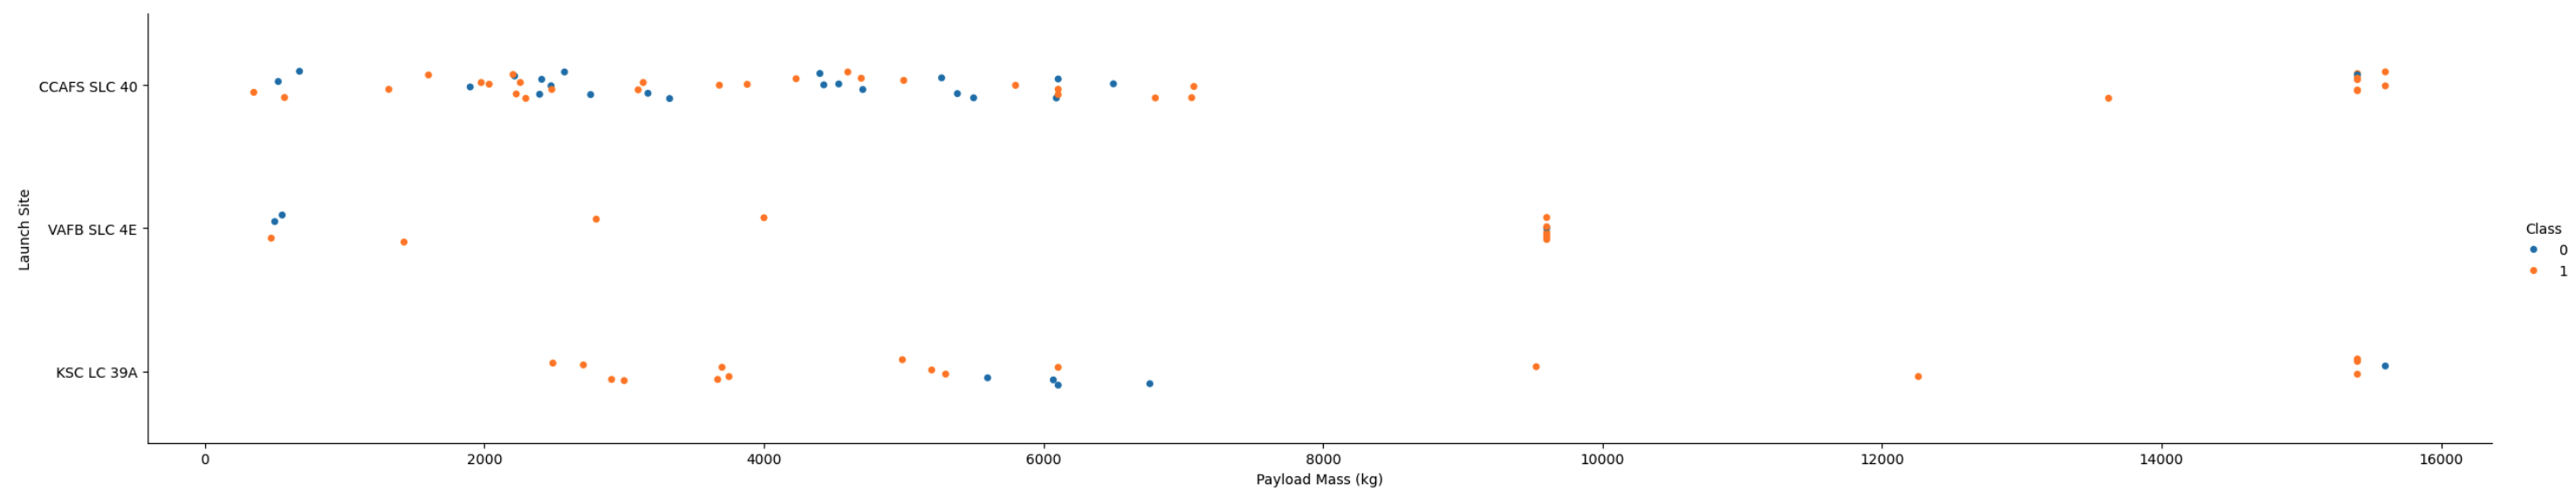 CCAFS SLC 40
VAFB SLC 4E
KSC LC 39A
Launch Site
0 2000 4000 6000 8000 10000 12000 14000 16000
Payload Mass (kg)
Class
0
1